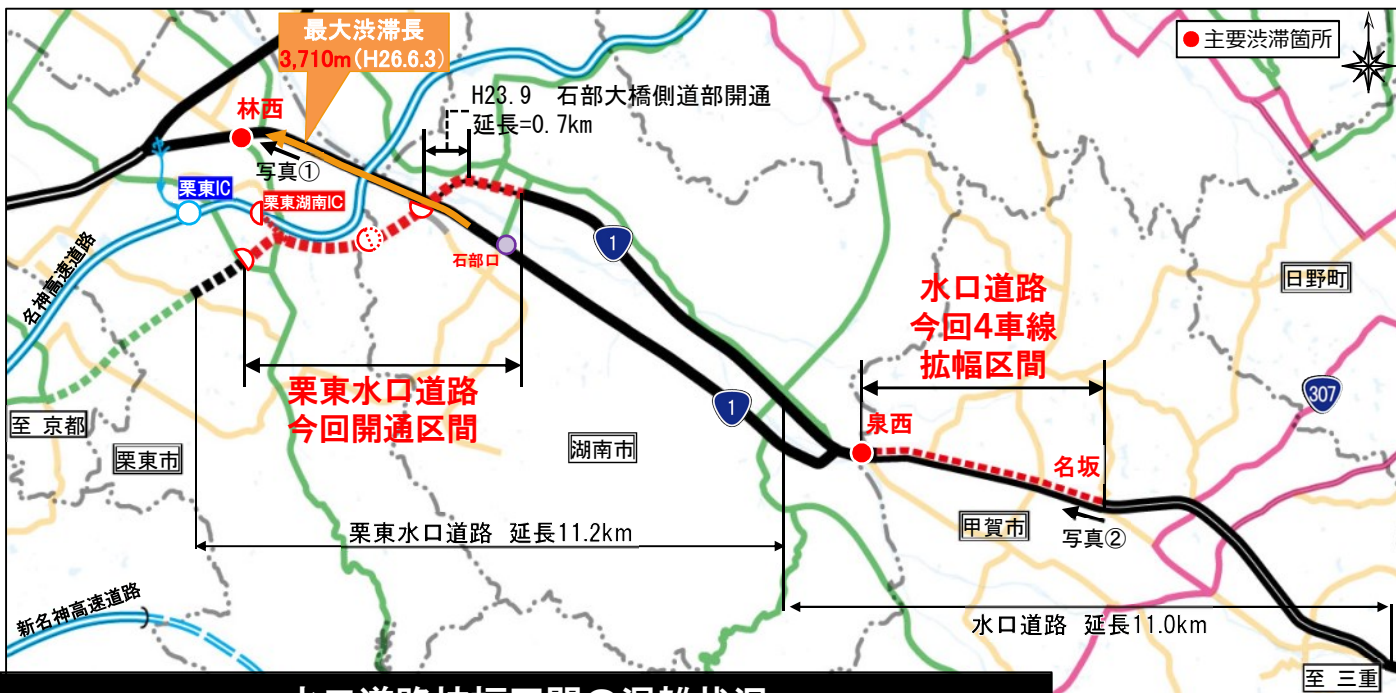 最大渋滞長
3,710m(H26.6.3)
●主要渋滞箇所
H23.9 石部大橋側道部開通
延長=0.7km
林西
写真①
栗東IC
栗東湖南IC
名神高速道路
石部口
1
日野町
水口道路
今回4車線
拡幅区間
栗東水口道路
今回開通区間
307
1
至 京都
栗東市
湖南市
泉西
名坂
甲賀市
写真②
栗東水口道路 延長11.2km
新名神高速道路
水口道路 延長11.0km
至 三重